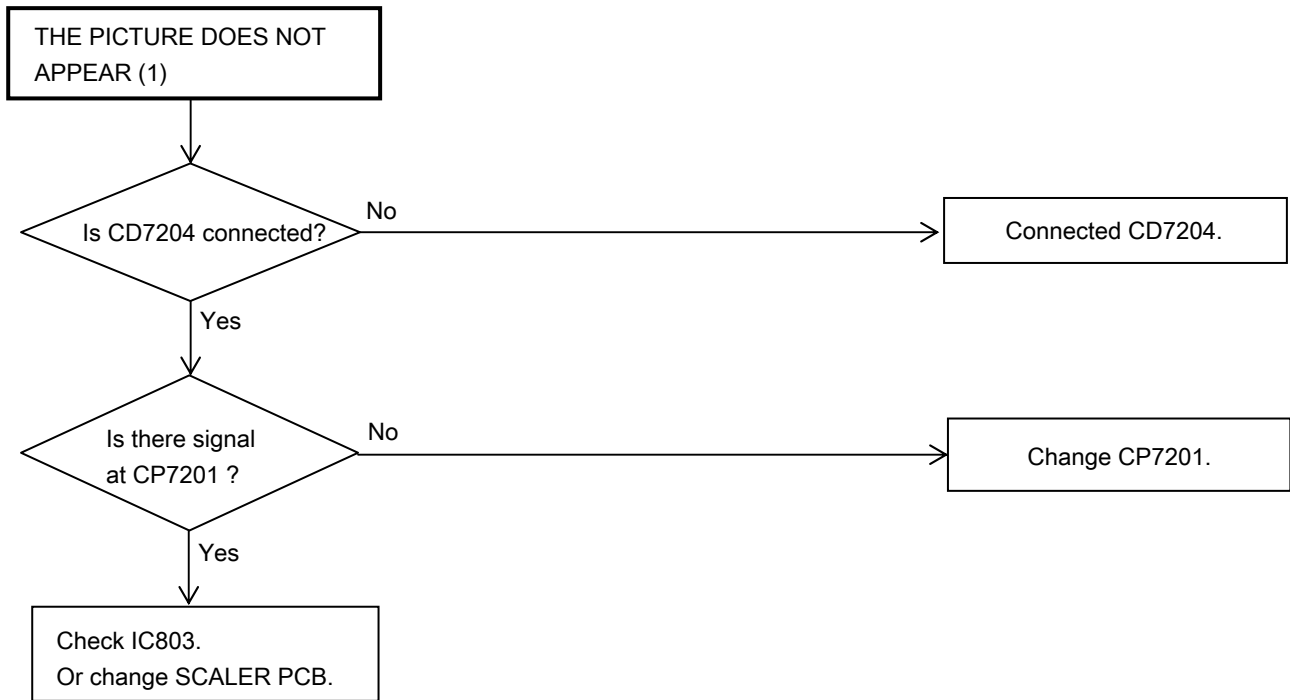 THE PICTURE DOES NOT
APPEAR (1)
Is CD7204 connected?
No
Connected CD7204.
Yes
Is there signal
at CP7201 ?
No
Change CP7201.
Yes
Check IC803.
Or change SCALER PCB.